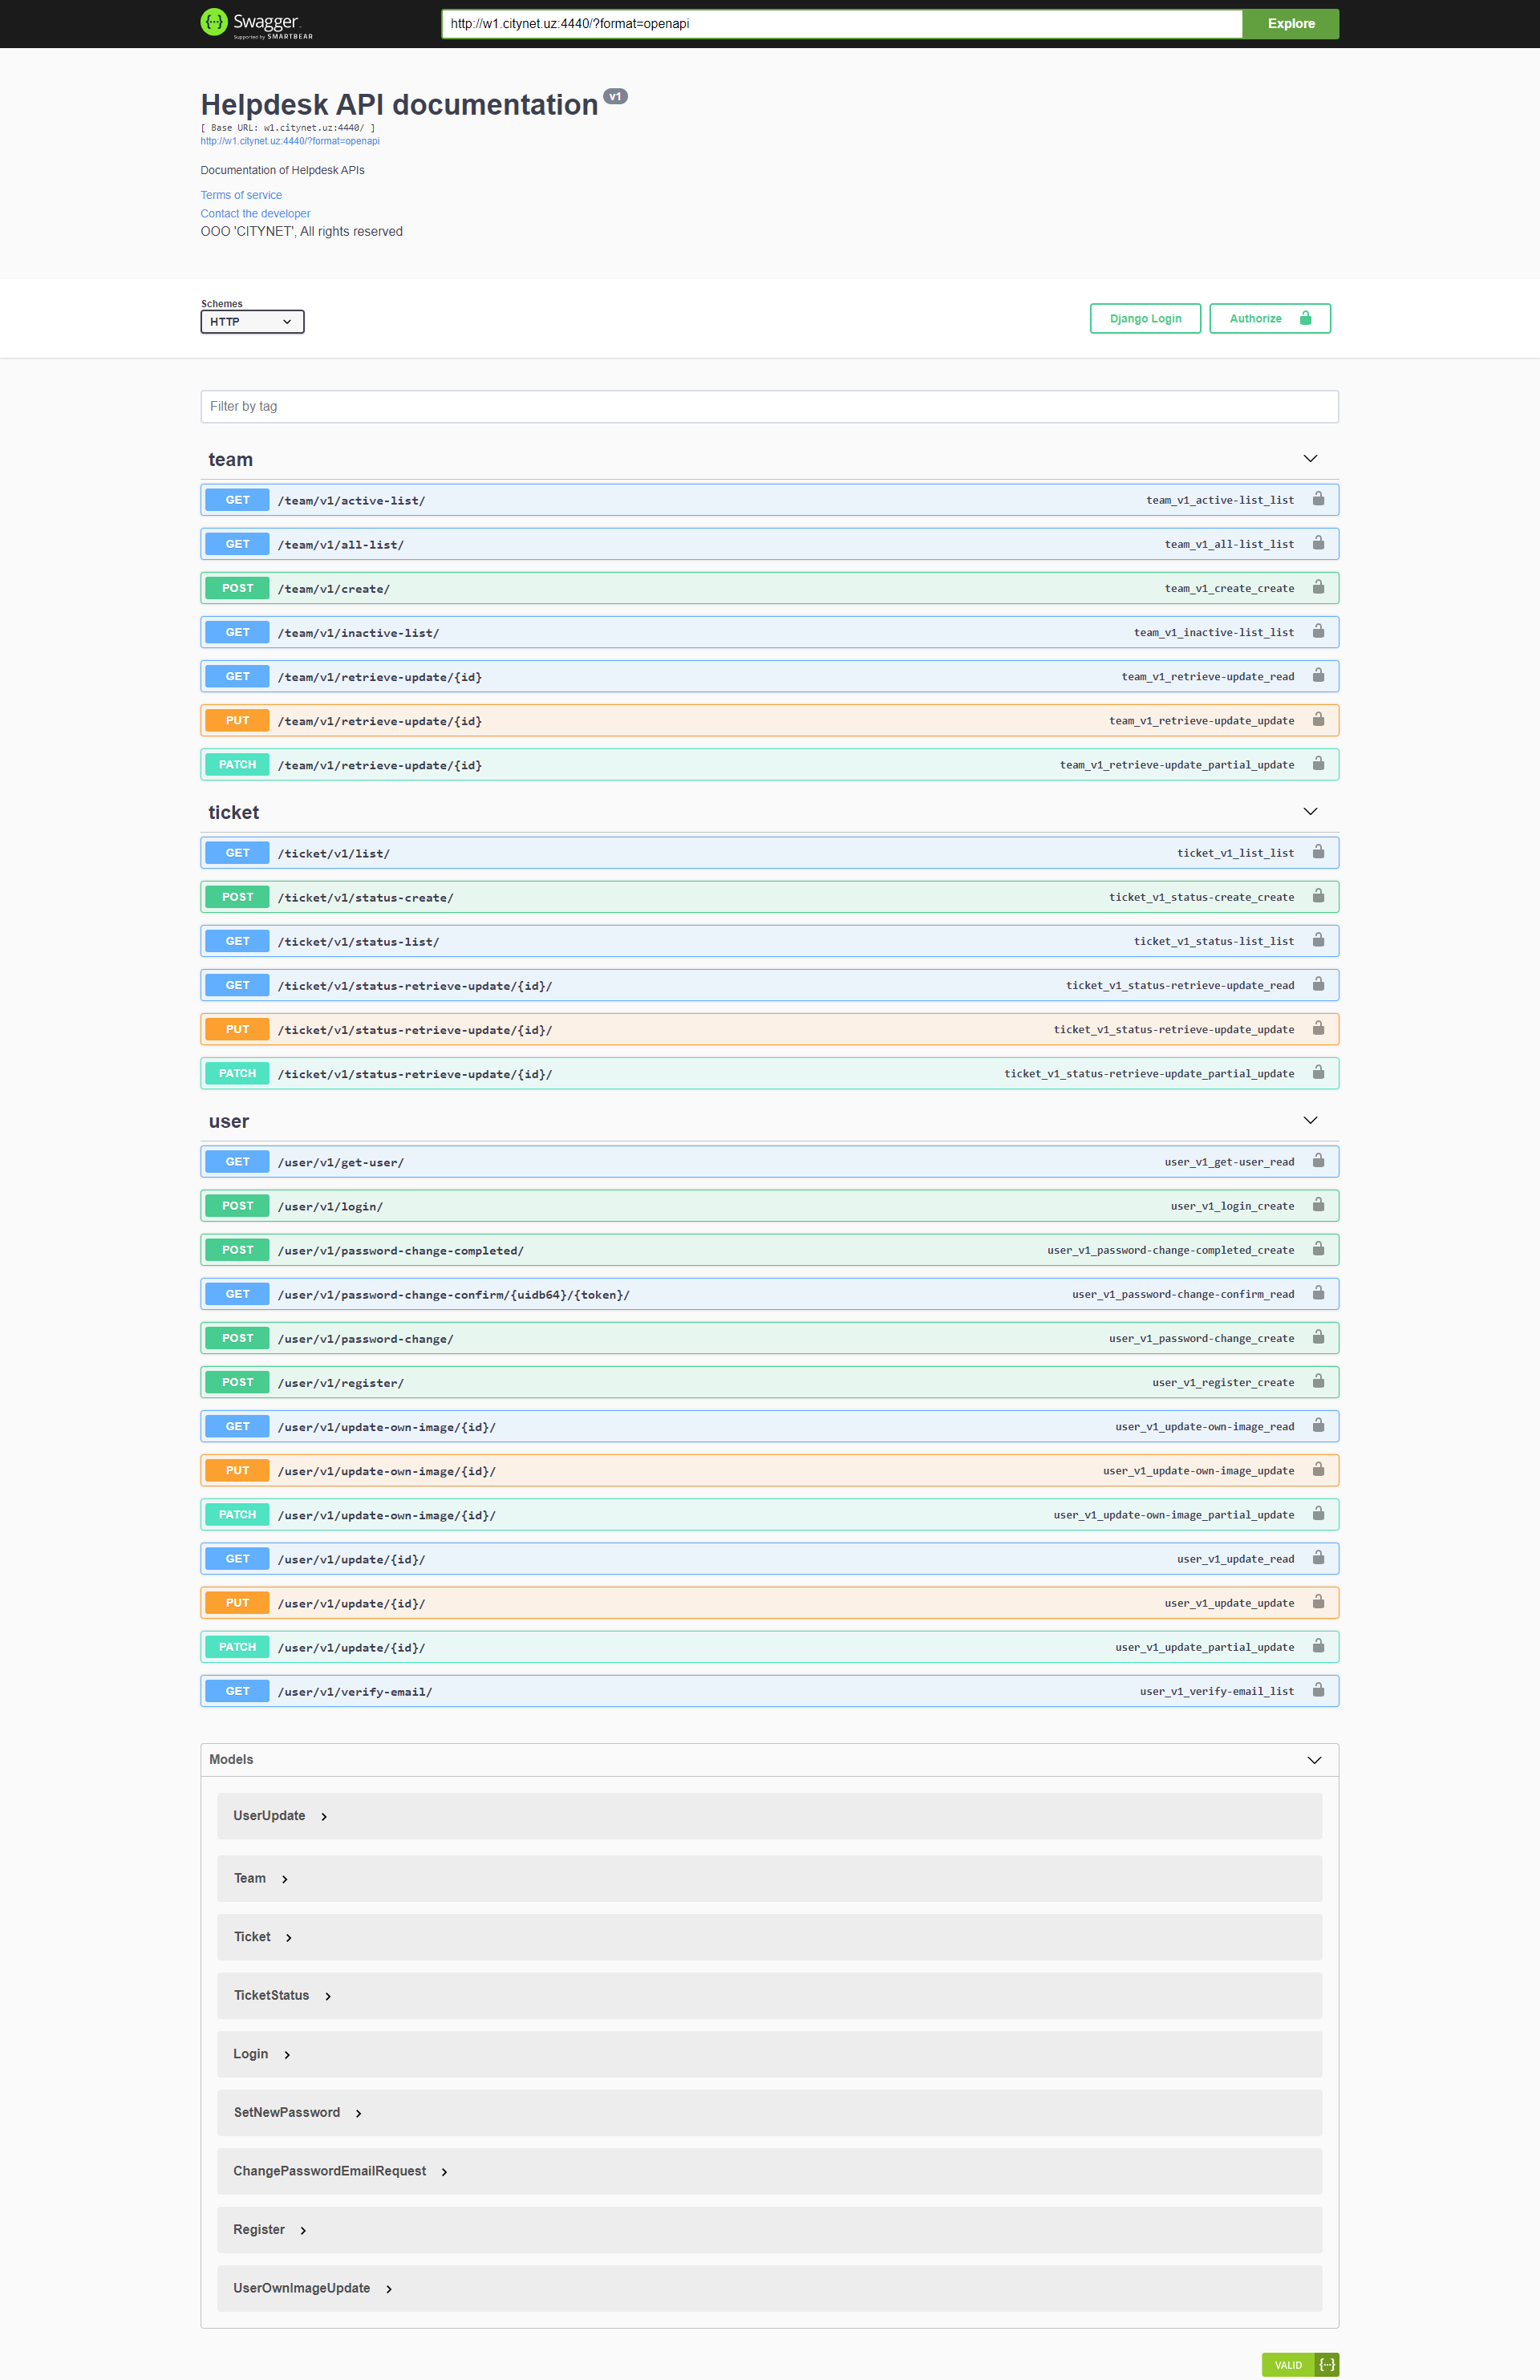 Swagger
Supported by SMARTBEAR
http://w1.citynet.uz:4440/?format=openapi
Explore
Helpdesk API documentation v1
[ Base URL: w1.citynet.uz:4440/ ]
http://w1.citynet.uz:4440/?format=openapi
Documentation of Helpdesk APIs
Terms of service
Contact the developer
OOO 'CITYNET', All rights reserved
Schemes
HTTP
Django Login
Authorize
Filter by tag
team
GET /team/v1/active-list/ team_v1_active-list_list
GET /team/v1/all-list/ team_v1_all-list_list
POST /team/v1/create/ team_v1_create_create
GET /team/v1/inactive-list/ team_v1_inactive-list_list
GET /team/v1/retrieve-update/{id} team_v1_retrieve-update_read
PUT /team/v1/retrieve-update/{id} team_v1_retrieve-update_update
PATCH /team/v1/retrieve-update/{id} team_v1_retrieve-update_partial_update
ticket
GET /ticket/v1/list/ ticket_v1_list_list
POST /ticket/v1/status-create/ ticket_v1_status-create_create
GET /ticket/v1/status-list/ ticket_v1_status-list_list
GET /ticket/v1/status-retrieve-update/{id}/ ticket_v1_status-retrieve-update_read
PUT /ticket/v1/status-retrieve-update/{id}/ ticket_v1_status-retrieve-update_update
PATCH /ticket/v1/status-retrieve-update/{id}/ ticket_v1_status-retrieve-update_partial_update
user
GET /user/v1/get-user/ user_v1_get-user_read
POST /user/v1/login/ user_v1_login_create
POST /user/v1/password-change-completed/ user_v1_password-change-completed_create
GET /user/v1/password-change-confirm/{uidb64}/{token}/ user_v1_password-change-confirm_read
POST /user/v1/password-change/ user_v1_password-change_create
POST /user/v1/register/ user_v1_register_create
GET /user/v1/update-own-image/{id}/ user_v1_update-own-image_read
PUT /user/v1/update-own-image/{id}/ user_v1_update-own-image_update
PATCH /user/v1/update-own-image/{id}/ user_v1_update-own-image_partial_update
GET /user/v1/update/{id}/ user_v1_update_read
PUT /user/v1/update/{id}/ user_v1_update_update
PATCH /user/v1/update/{id}/ user_v1_update_partial_update
GET /user/v1/verify-email/ user_v1_verify-email_list
Models
UserUpdate
Team
Ticket
TicketStatus
Login
SetNewPassword
ChangePasswordEmailRequest
Register
UserOwnImageUpdate
VALID {···}